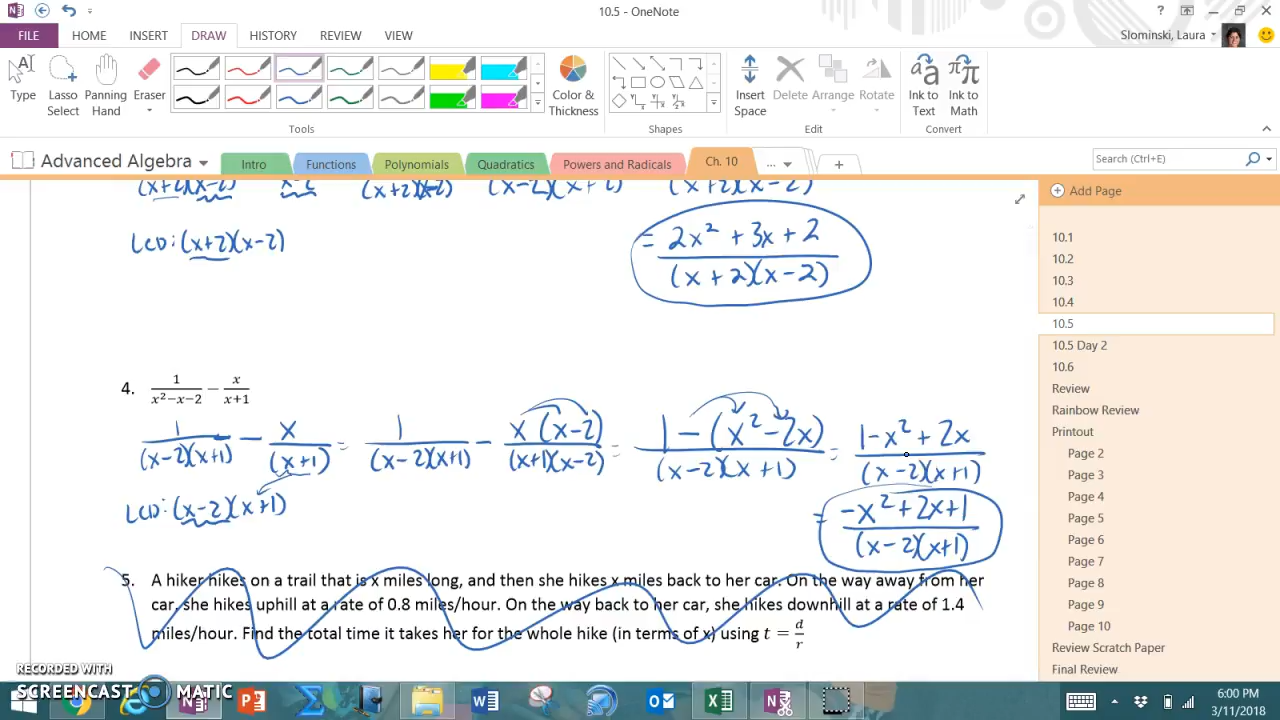 10.5 - OneNote
FILE HOME INSERT DRAW HISTORY REVIEW VIEW
Slominski, Laura
Type
Lasso Select
Panning Hand
Eraser
Color & Thickness
Insert Space
Delete
Arrange
Rotate
Ink to Text
Ink to Math
Tools Shapes Edit Convert
Advanced Algebra Intro Functions Polynomials Quadratics Powers and Radicals Ch. 10 ... +
Search (Ctrl+E)
Add Page
10.1
10.2
10.3
10.4
10.5
10.5 Day 2
10.6
Review
Rainbow Review
Printout
Page 2
Page 3
Page 4
Page 5
Page 6
Page 7
Page 8
Page 9
Page 10
Review Scratch Paper
Final Review
(x+2)(x-2) (x+2)(x-2) (x-2)(x+2) (x+2)(x-2)
LCD: (x+2)(x-2)
= 2x² + 3x + 2 / (x+2)(x-2)
4. 1/(x²−x−2) − x/(x+1)
1/(x-2)(x+1) - x/(x+1) = 1/(x-2)(x+1) - x(x-2)/(x+1)(x-2) = 1-(x²-2x)/(x-2)(x+1) = 1-x²+2x/(x-2)(x+1)
LCD: (x-2)(x+1)
= -x²+2x+1/(x-2)(x+1)
5. A hiker hikes on a trail that is x miles long, and then she hikes x miles back to her car. On the way away from her
car, she hikes uphill at a rate of 0.8 miles/hour. On the way back to her car, she hikes downhill at a rate of 1.4
miles/hour. Find the total time it takes her for the whole hike (in terms of x) using t = d/r
RECORDED WITH
SCREENCAST MATIC
6:00 PM
3/11/2018